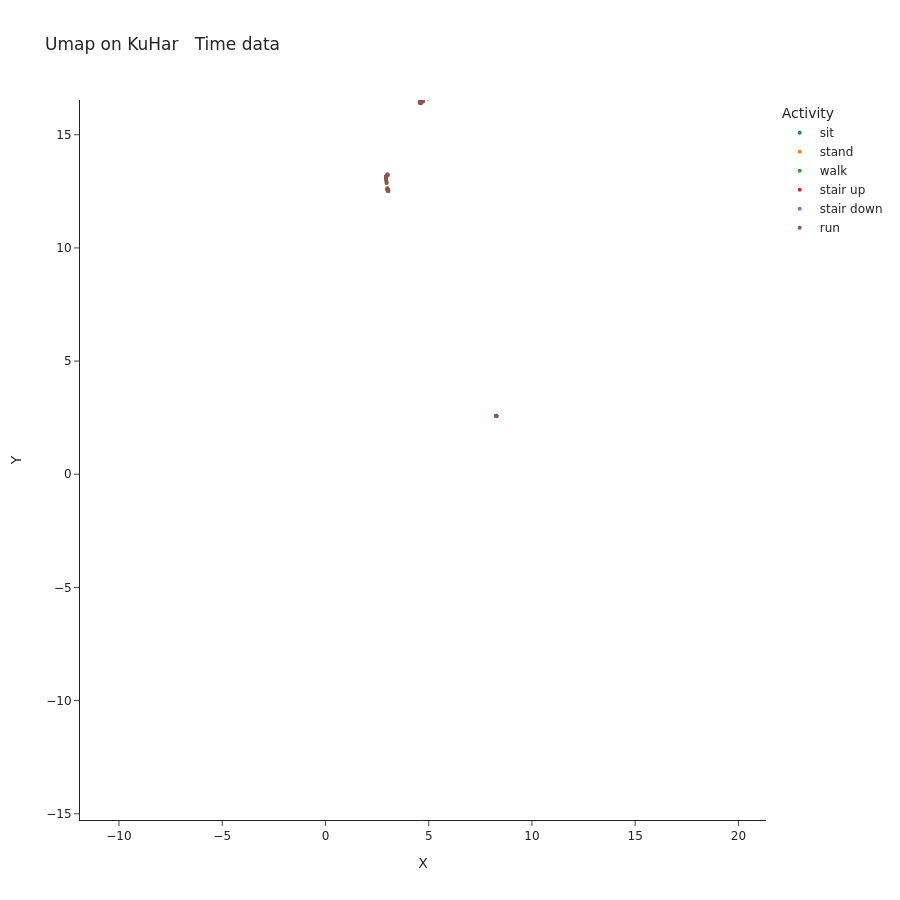 Umap on KuHar   Time data
Activity
sit
stand
walk
stair up
stair down
run
15
10
5
0
−5
−10
−15
Y
−10
−5
0
5
10
15
20
X